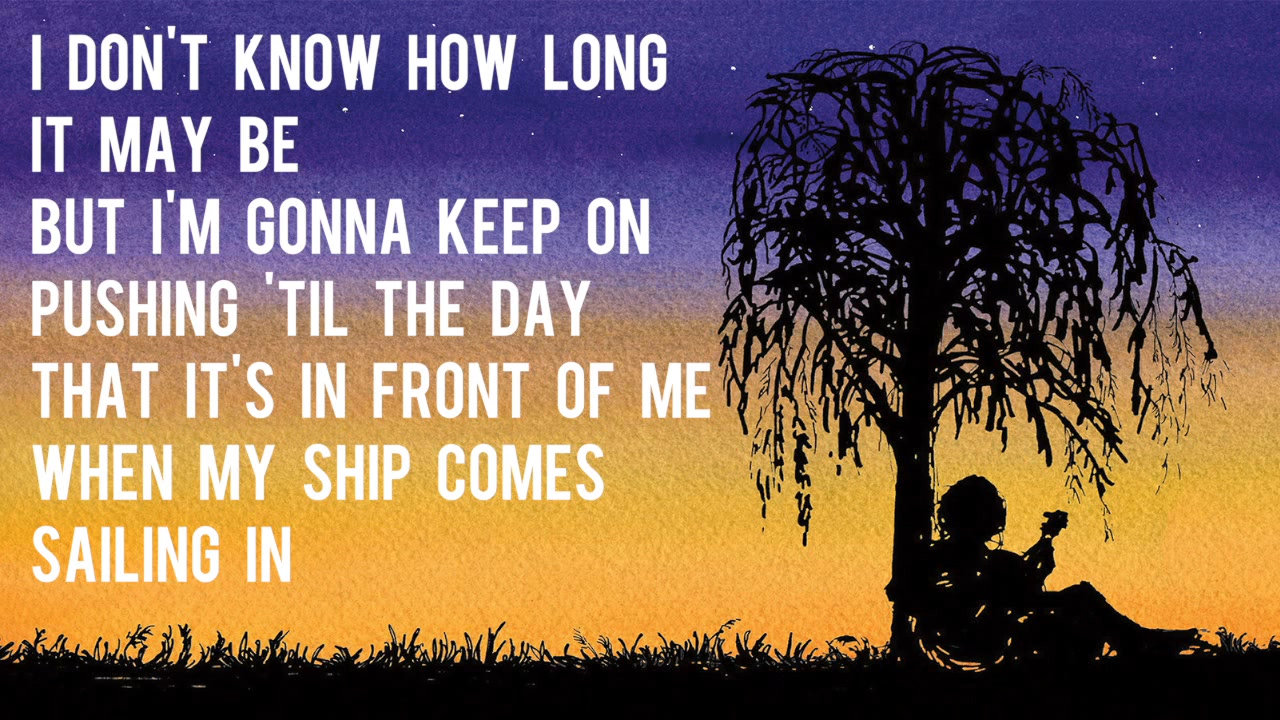 I DON'T KNOW HOW LONG
IT MAY BE
BUT I'M GONNA KEEP ON
PUSHING 'TIL THE DAY
THAT IT'S IN FRONT OF ME
WHEN MY SHIP COMES
SAILING IN